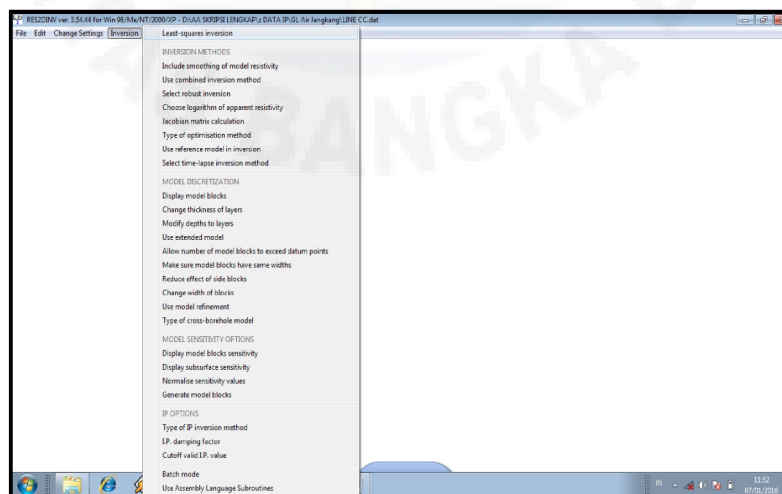 RES2DINV ver. 3.54.44 for Win 98/Me/NT/2000/XP - D:\AA SKRIPSI LENGKAP\z DATA IP\GL Air Jangkang\LINE CC.dat
File Edit Change Settings Inversion
Least-squares inversion
INVERSION METHODS
Include smoothing of model resistivity
Use combined inversion method
Select robust inversion
Choose logarithm of apparent resistivity
Jacobian matrix calculation
Type of optimisation method
Use reference model in inversion
Select time-lapse inversion method
MODEL DISCRETIZATION
Display model blocks
Change thickness of layers
Modify depths to layers
Use extended model
Allow number of model blocks to exceed datum points
Make sure model blocks have same widths
Reduce effect of side blocks
Change width of blocks
Use model refinement
Type of cross-borehole model
MODEL SENSITIVITY OPTIONS
Display model blocks sensitivity
Display subsurface sensitivity
Normalise sensitivity values
Generate model blocks
IP OPTIONS
Type of IP inversion method
I.P. damping factor
Cutoff valid I.P. value
Batch mode
Use Assembly Language Subroutines
BANGKA
IN
11:52
07/01/2016